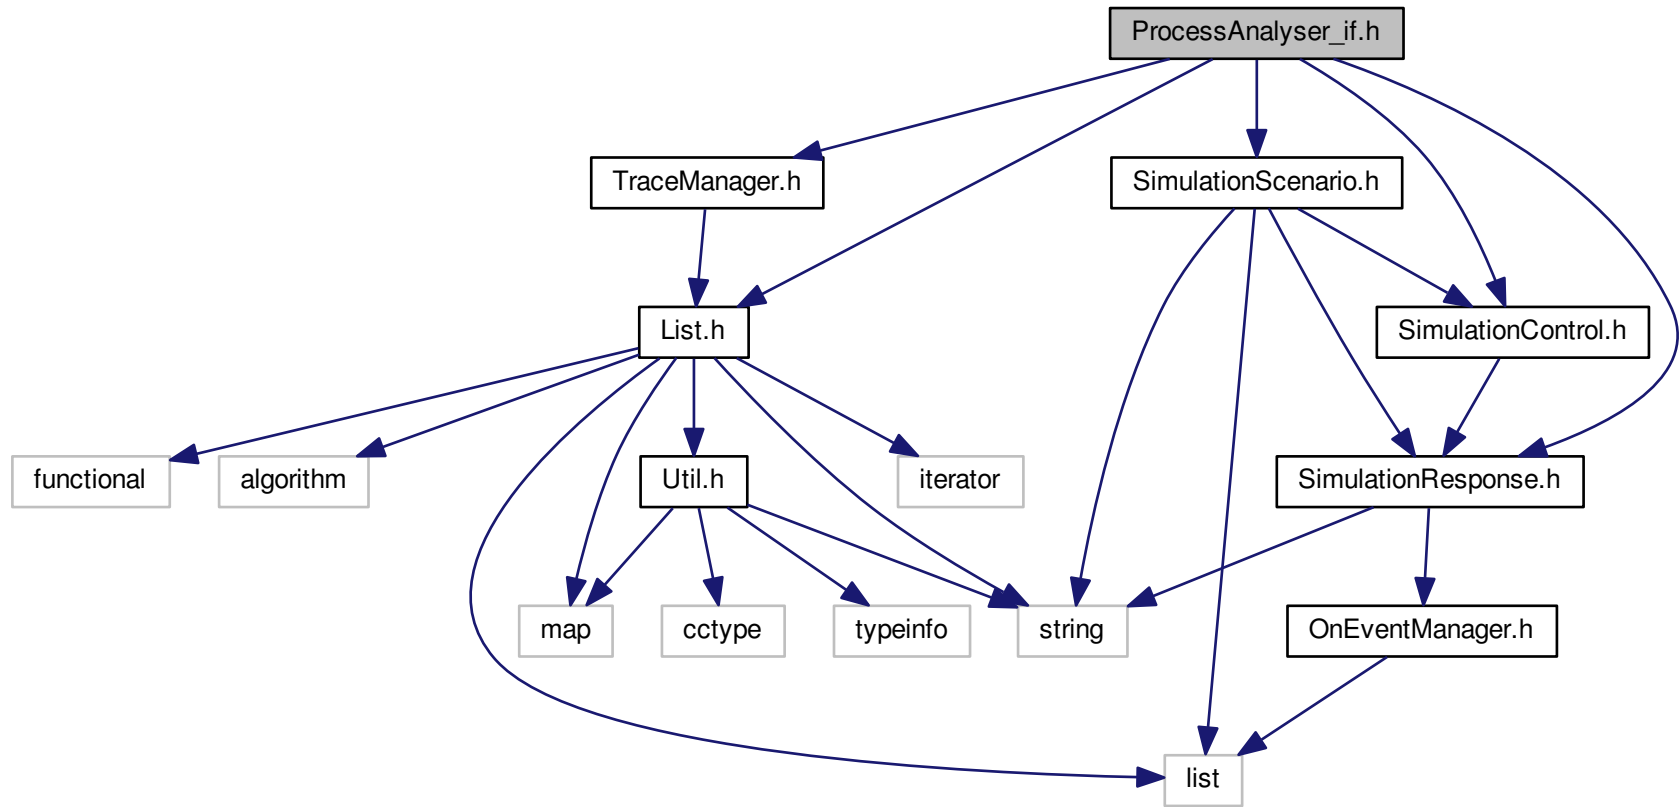 ProcessAnalyser_if.h
TraceManager.h
SimulationScenario.h
List.h
SimulationControl.h
functional
algorithm
Util.h
iterator
SimulationResponse.h
map
cctype
typeinfo
string
OnEventManager.h
list